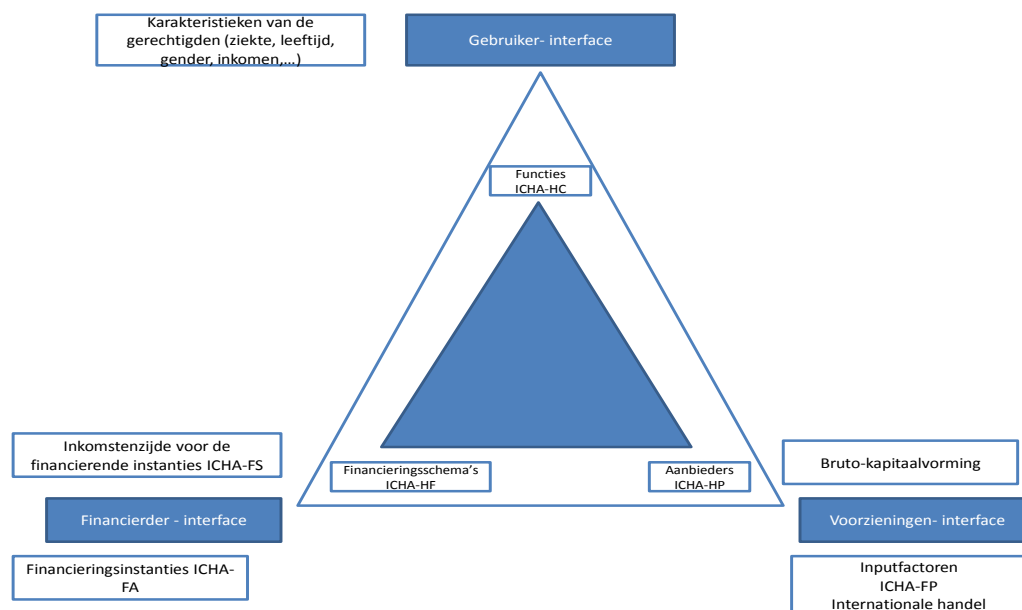 Karakteristieken van de
gerechtigden (ziekte, leeftijd,
gender, inkomen,...)
Gebruiker- interface
Functies
ICHA-HC
Inkomstenzijde voor de
financierende instanties ICHA-FS
Financieringsschema's
ICHA-HF
Aanbieders
ICHA-HP
Bruto-kapitaalvorming
Financierder - interface
Voorzieningen- interface
Financieringsinstanties ICHA-
FA
Inputfactoren
ICHA-FP
Internationale handel